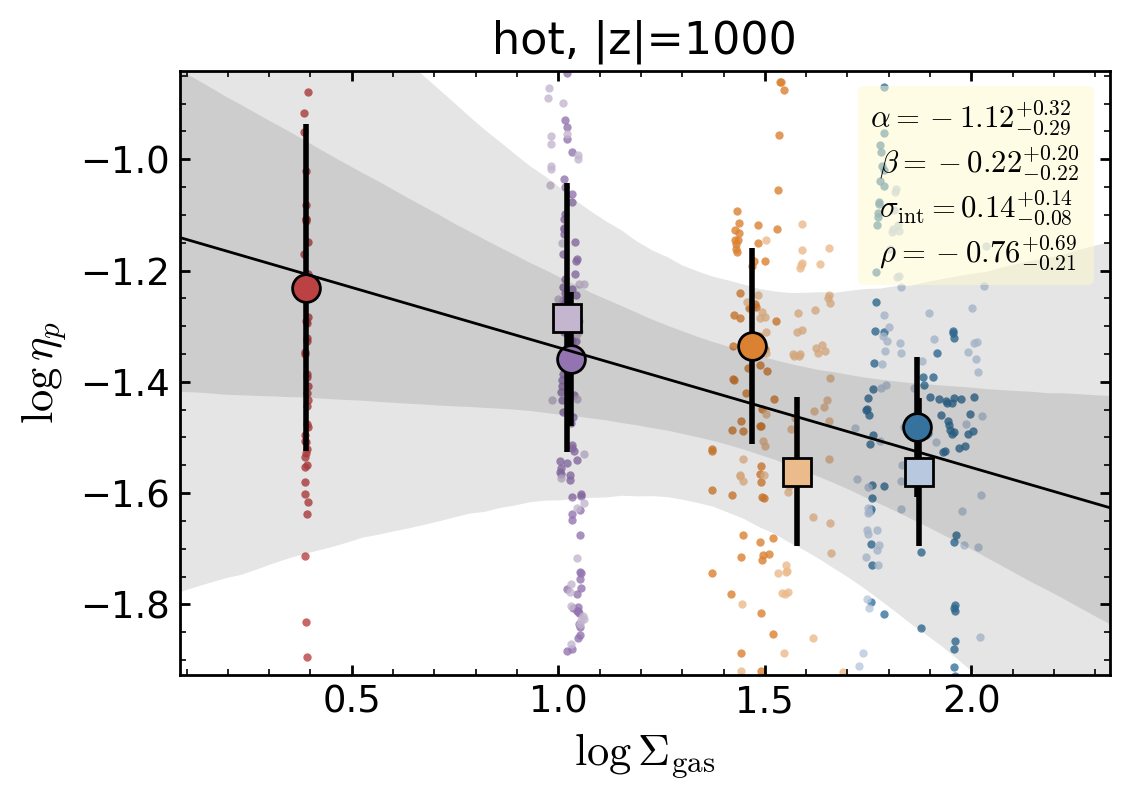 hot, |z|=1000
α = −1.12 +0.32 −0.29
β = −0.22 +0.20 −0.22
σ_int = 0.14 +0.14 −0.08
ρ = −0.76 +0.69 −0.21
log η_p
−1.0
−1.2
−1.4
−1.6
−1.8
0.5 1.0 1.5 2.0
log Σ_gas